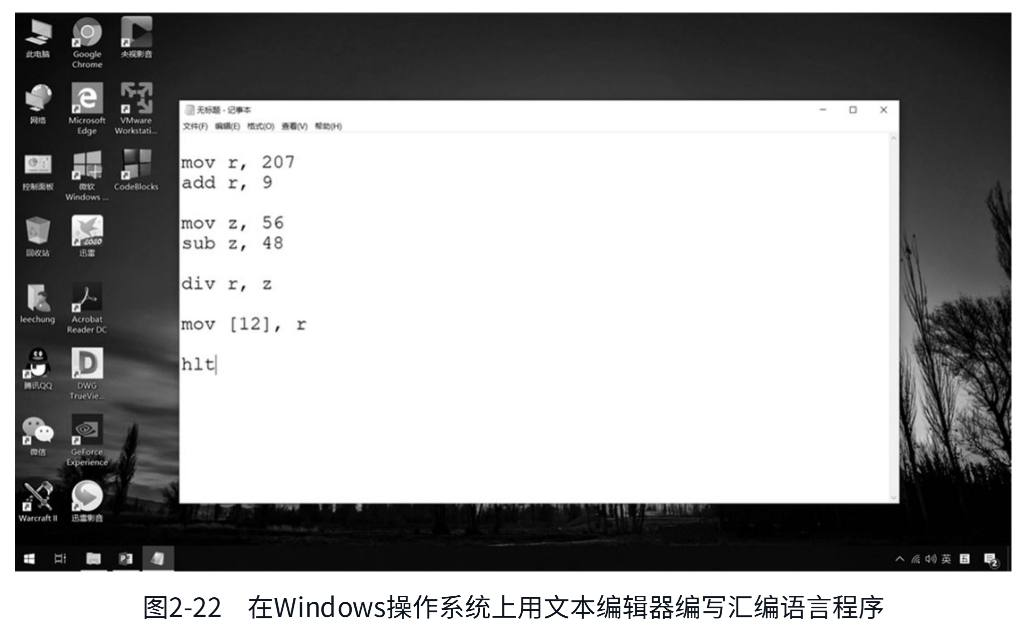 此电脑
Google Chrome
央视影音
网络
Microsoft Edge
VMware Workstati...
控制面板
微软 Windows ...
CodeBlocks
回收站
迅雷
leechung
Acrobat Reader DC
腾讯QQ
DWG TrueVie...
微信
GeForce Experience
Warcraft II
迅雷影音
无标题 - 记事本
文件(F) 编辑(E) 格式(O) 查看(V) 帮助(H)
mov r, 207
add r, 9
mov z, 56
sub z, 48
div r, z
mov [12], r
hlt
英
图2-22 在Windows操作系统上用文本编辑器编写汇编语言程序